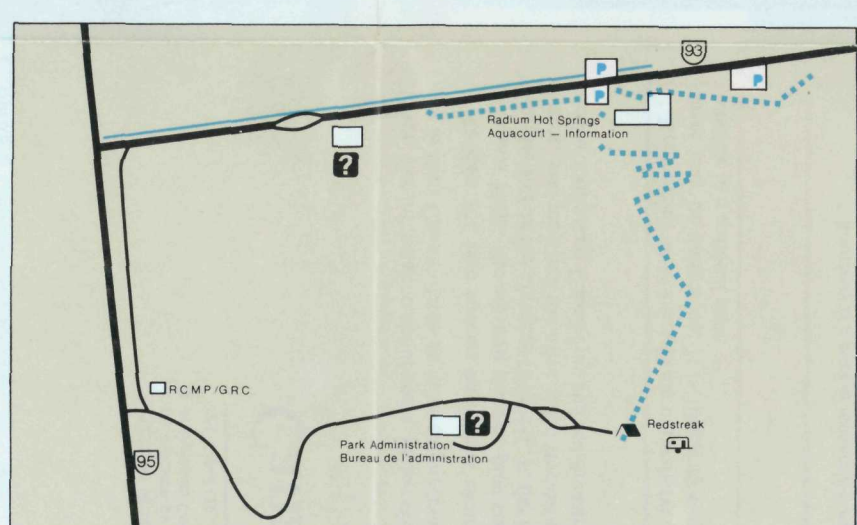 93
P
P
P
Radium Hot Springs
Aquacourt — Information
?
RCMP/GRC
?
Park Administration
Bureau de l'administration
Redstreak
95